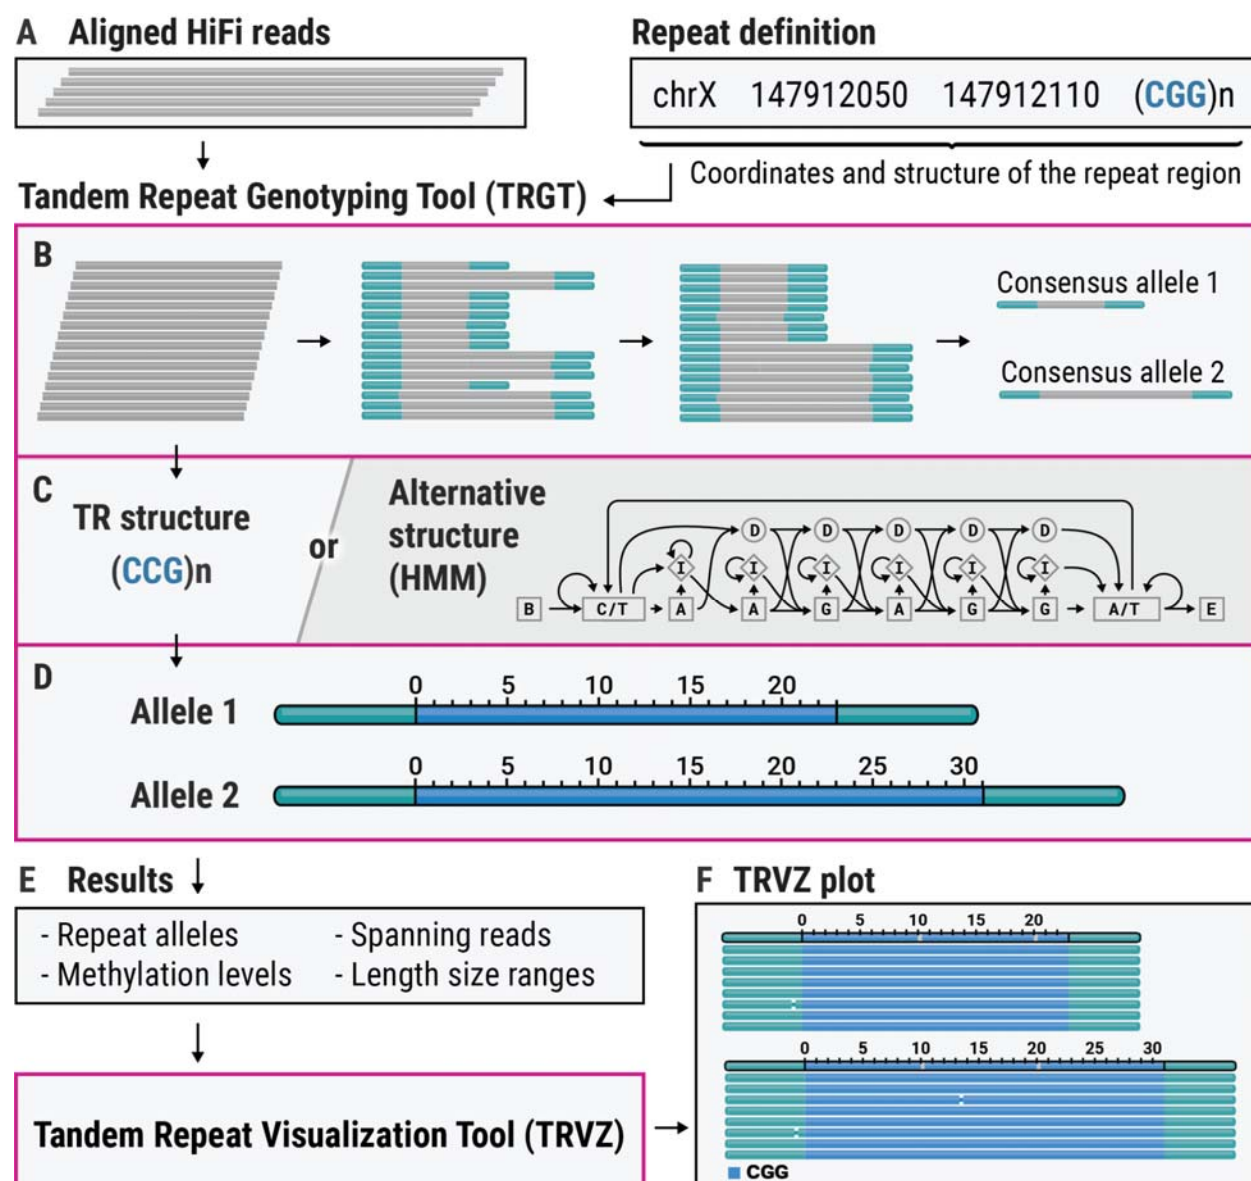 A Aligned HiFi reads
Repeat definition
chrX 147912050 147912110 (CGG)n
Coordinates and structure of the repeat region
Tandem Repeat Genotyping Tool (TRGT)
B
Consensus allele 1
Consensus allele 2
C
TR structure
(CCG)n
or
Alternative
structure
(HMM)
D D D D D
I I I I I I
B C/T A A G A G G A/T E
D
0 5 10 15 20
Allele 1
0 5 10 15 20 25 30
Allele 2
E Results
- Repeat alleles - Spanning reads
- Methylation levels - Length size ranges
Tandem Repeat Visualization Tool (TRVZ)
F TRVZ plot
0 5 10 15 20
0 5 10 15 20 25 30
CGG